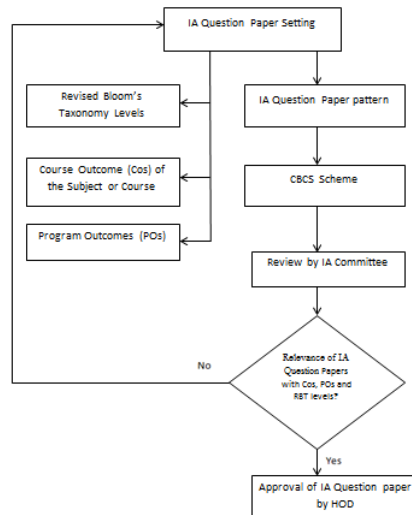 IA Question Paper Setting
Revised Bloom's
Taxonomy Levels
IA Question Paper pattern
Course Outcome (Cos) of
the Subject or Course
CBCS Scheme
Program Outcomes (POs)
Review by IA Committee
Relevance of IA
Question Papers
with Cos, POs and
RBT levels?
No
Yes
Approval of IA Question paper
by HOD